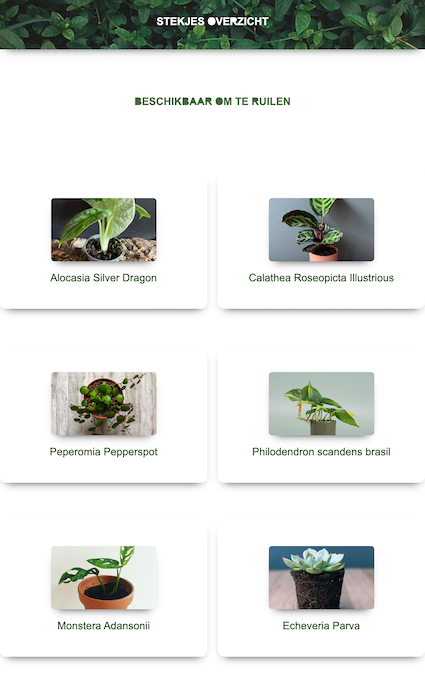 STEKJES OVERZICHT
BESCHIKBAAR OM TE RUILEN
Alocasia Silver Dragon
Calathea Roseopicta Illustrious
Peperomia Pepperspot
Philodendron scandens brasil
Monstera Adansonii
Echeveria Parva